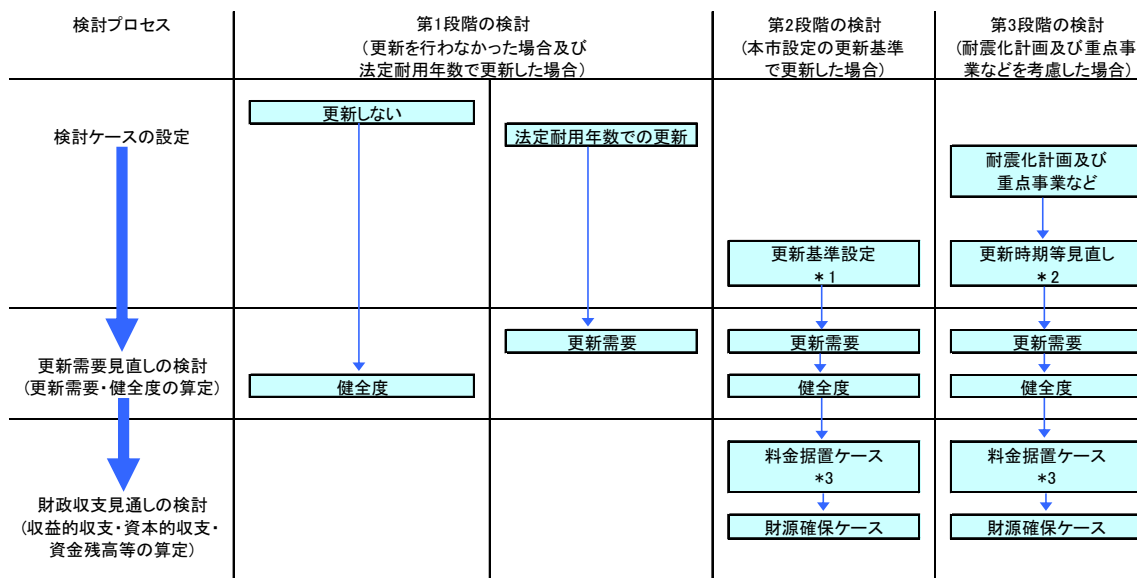 検討プロセス
第1段階の検討
(更新を行わなかった場合及び
法定耐用年数で更新した場合)
第2段階の検討
(本市設定の更新基準
で更新した場合)
第3段階の検討
(耐震化計画及び重点事
業などを考慮した場合)
検討ケースの設定
更新しない
法定耐用年数での更新
耐震化計画及び
重点事業など
更新基準設定
*1
更新時期等見直し
*2
更新需要見直しの検討
(更新需要・健全度の算定)
更新需要
更新需要
更新需要
健全度
健全度
健全度
財政収支見通しの検討
(収益的収支・資本的収支・
資金残高等の算定)
料金据置ケース
*3
料金据置ケース
*3
財源確保ケース
財源確保ケース